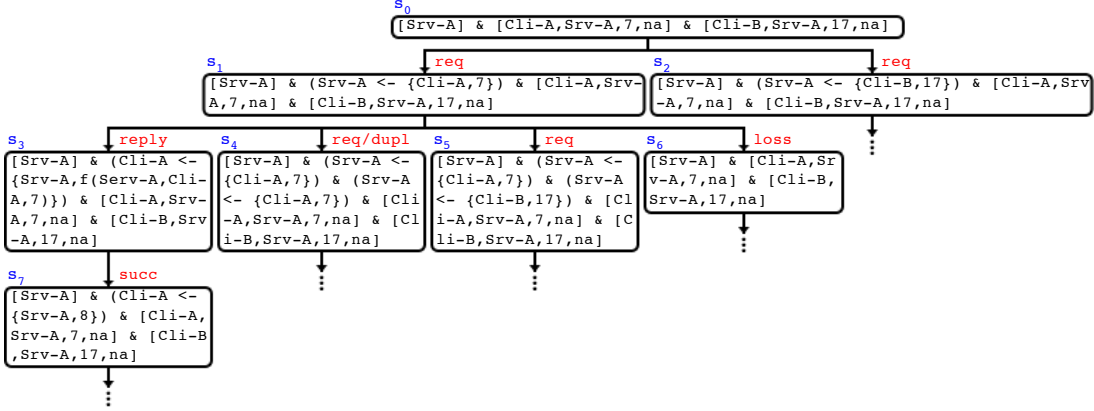 s0
[Srv-A] & [Cli-A,Srv-A,7,na] & [Cli-B,Srv-A,17,na]
s1
req
[Srv-A] & (Srv-A <- {Cli-A,7}) & [Cli-A,Srv-
A,7,na] & [Cli-B,Srv-A,17,na]
s2
req
[Srv-A] & (Srv-A <- {Cli-B,17}) & [Cli-A,Srv
-A,7,na] & [Cli-B,Srv-A,17,na]
s3
reply
[Srv-A] & (Cli-A <-
{Srv-A,f(Serv-A,Cli-
A,7)}) & [Cli-A,Srv-
A,7,na] & [Cli-B,Srv
-A,17,na]
s4
req/dupl
[Srv-A] & (Srv-A <-
{Cli-A,7}) & (Srv-A
<- {Cli-A,7}) & [Cli
-A,Srv-A,7,na] & [Cl
i-B,Srv-A,17,na]
s5
req
[Srv-A] & (Srv-A <-
{Cli-A,7}) & (Srv-A
<- {Cli-B,17}) & [Cl
i-A,Srv-A,7,na] & [C
li-B,Srv-A,17,na]
s6
loss
[Srv-A] & [Cli-A,Sr
v-A,7,na] & [Cli-B,
Srv-A,17,na]
s7
succ
[Srv-A] & (Cli-A <-
{Srv-A,8}) & [Cli-A,
Srv-A,7,na] & [Cli-B
,Srv-A,17,na]